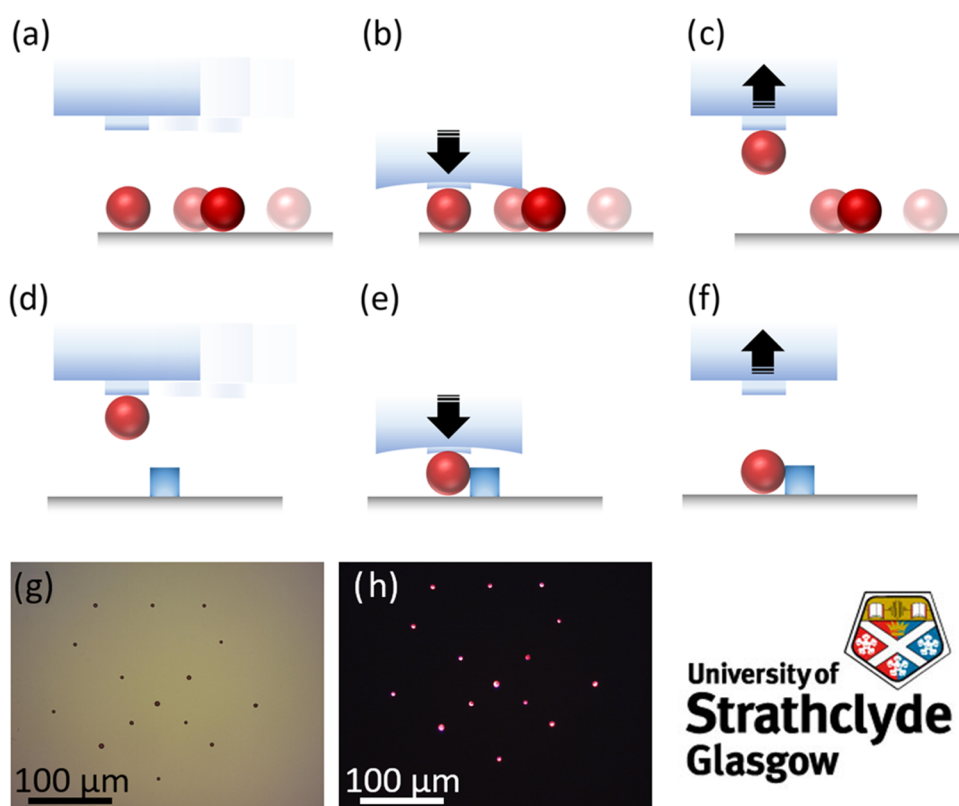 (a)
(b)
(c)
(d)
(e)
(f)
(g)
(h)
100 μm
100 μm
University of
Strathclyde
Glasgow